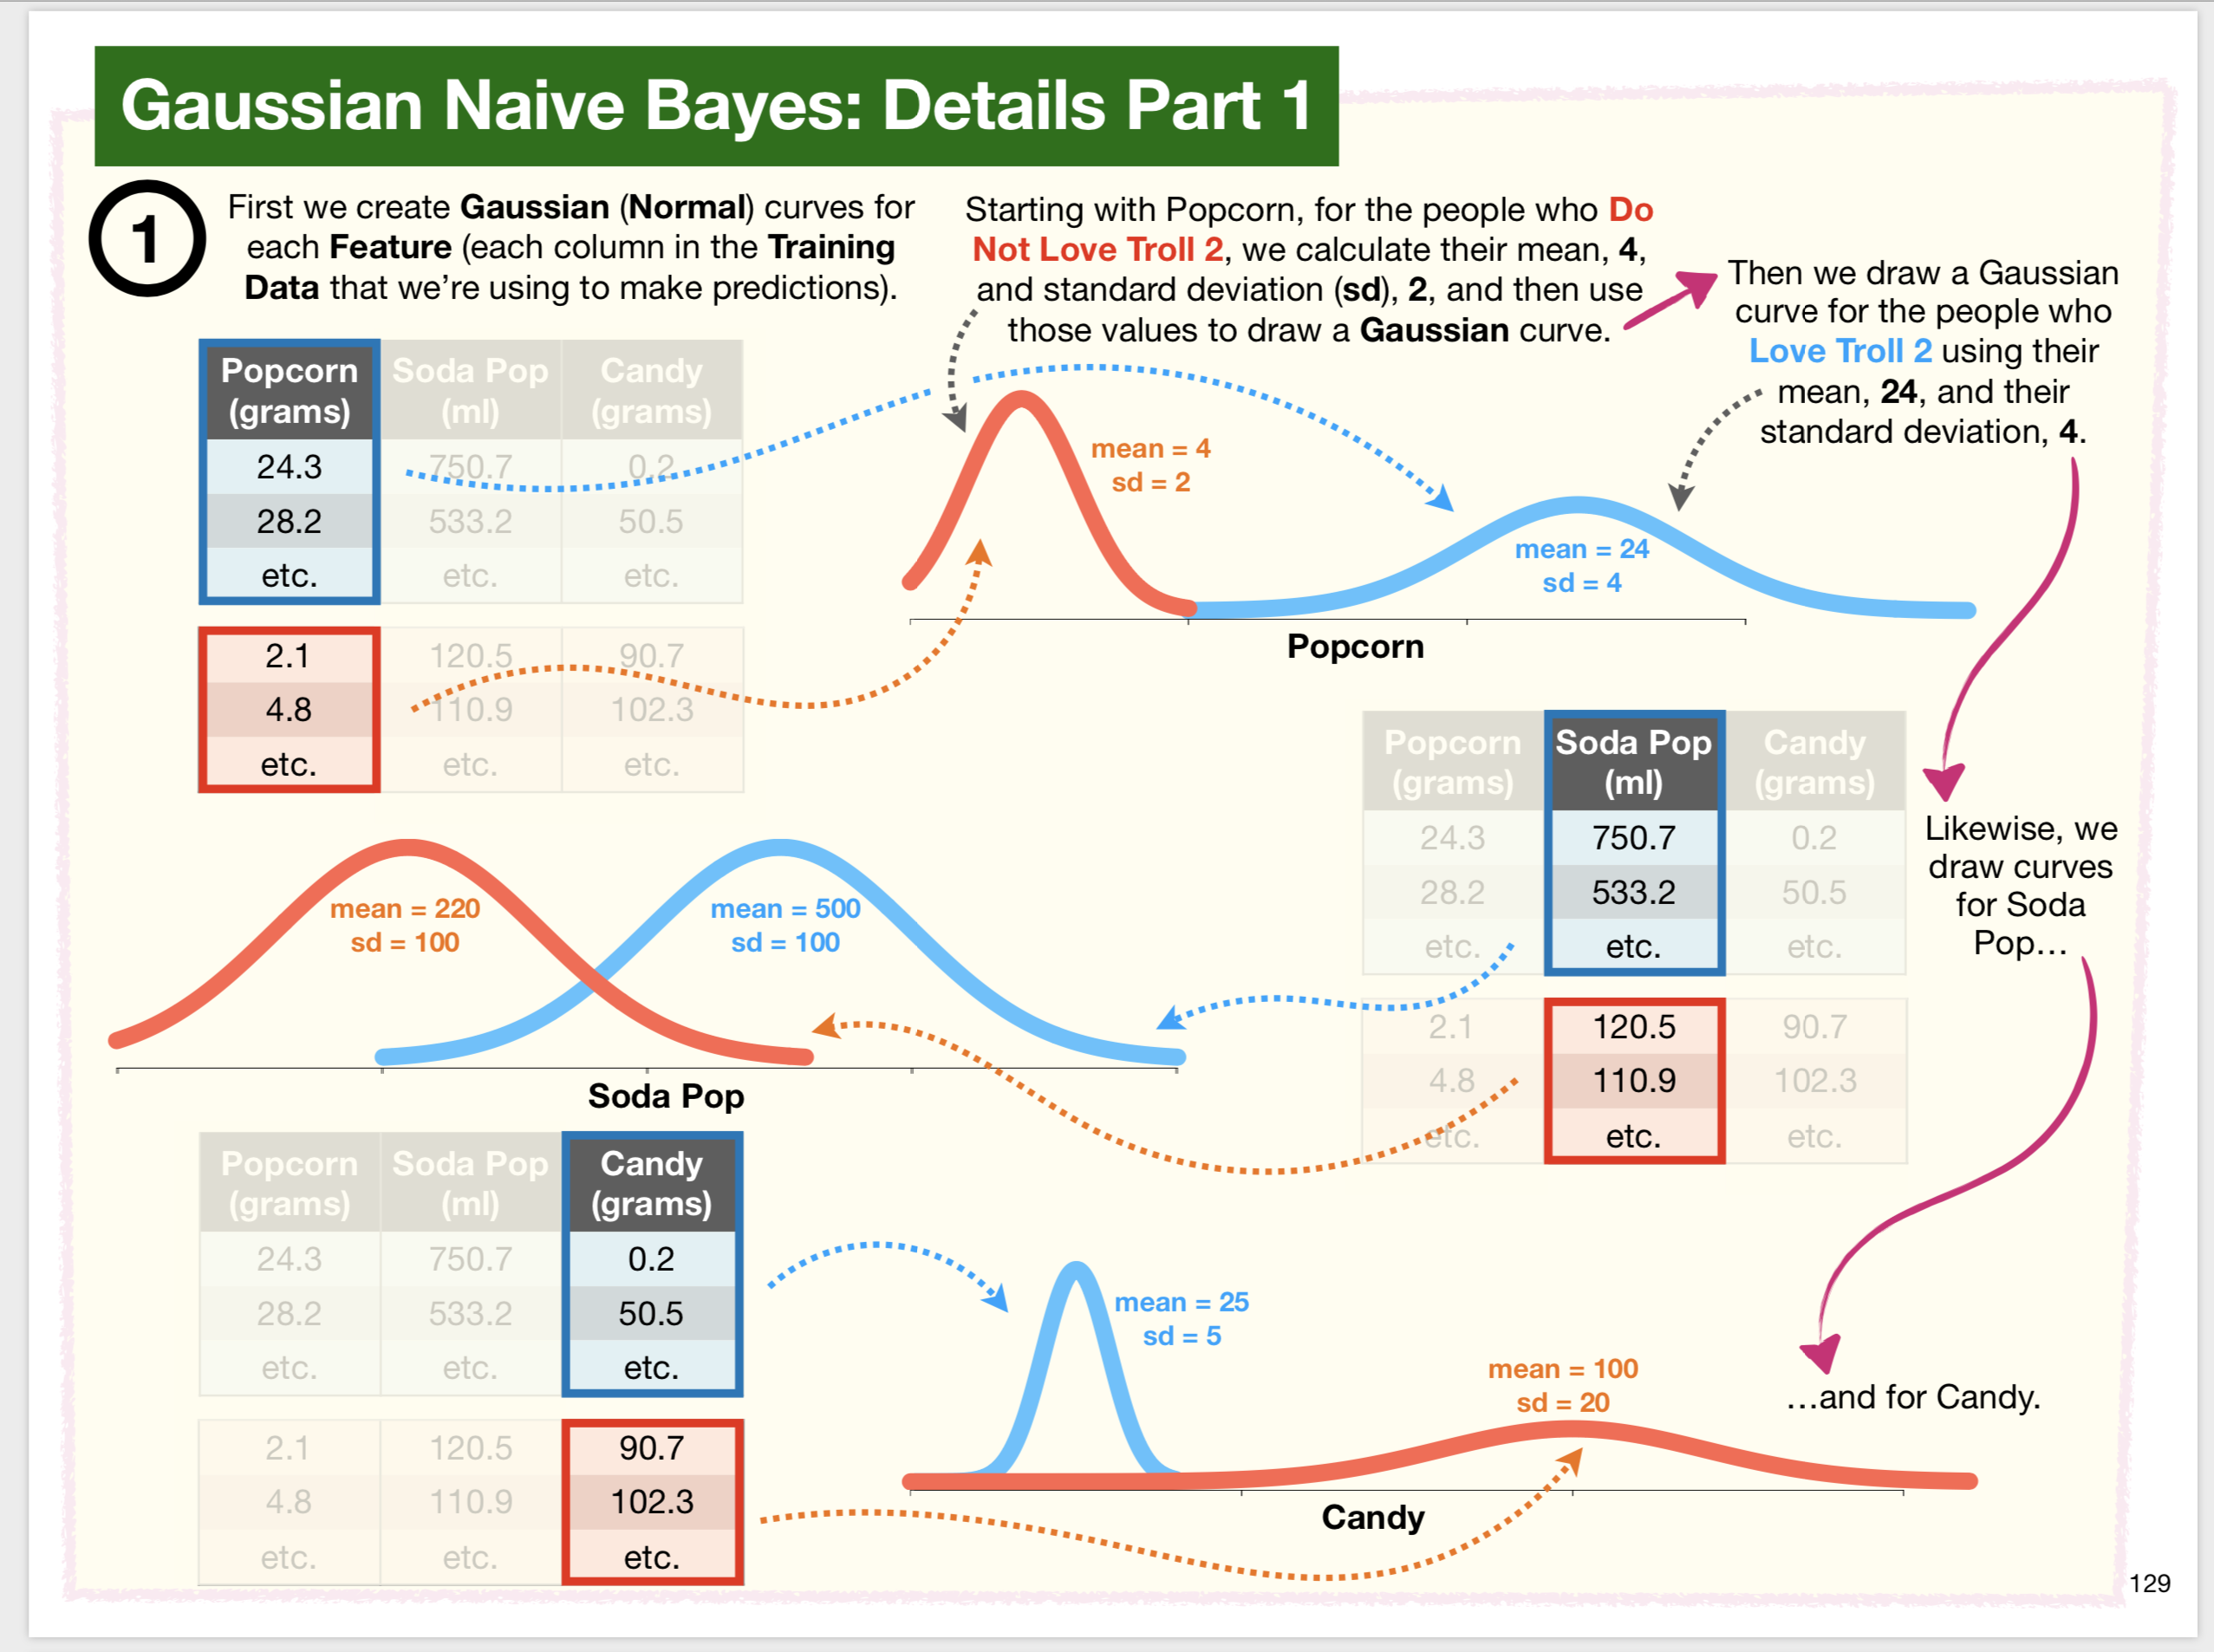 Gaussian Naive Bayes: Details Part 1
1
First we create Gaussian (Normal) curves for
each Feature (each column in the Training
Data that we’re using to make predictions).
Starting with Popcorn, for the people who Do
Not Love Troll 2, we calculate their mean, 4,
and standard deviation (sd), 2, and then use
those values to draw a Gaussian curve.
Then we draw a Gaussian
curve for the people who
Love Troll 2 using their
mean, 24, and their
standard deviation, 4.
Popcorn Soda Pop Candy
(grams) (ml) (grams)
24.3 750.7 0.2
28.2 533.2 50.5
etc. etc. etc.
2.1 120.5 90.7
4.8 110.9 102.3
etc. etc. etc.
mean = 4
sd = 2
mean = 24
sd = 4
Popcorn
Popcorn Soda Pop Candy
(grams) (ml) (grams)
24.3 750.7 0.2
28.2 533.2 50.5
etc. etc. etc.
2.1 120.5 90.7
4.8 110.9 102.3
etc. etc. etc.
Likewise, we
draw curves
for Soda
Pop…
mean = 220
sd = 100
mean = 500
sd = 100
Soda Pop
Popcorn Soda Pop Candy
(grams) (ml) (grams)
24.3 750.7 0.2
28.2 533.2 50.5
etc. etc. etc.
2.1 120.5 90.7
4.8 110.9 102.3
etc. etc. etc.
mean = 25
sd = 5
mean = 100
sd = 20
…and for Candy.
Candy
129